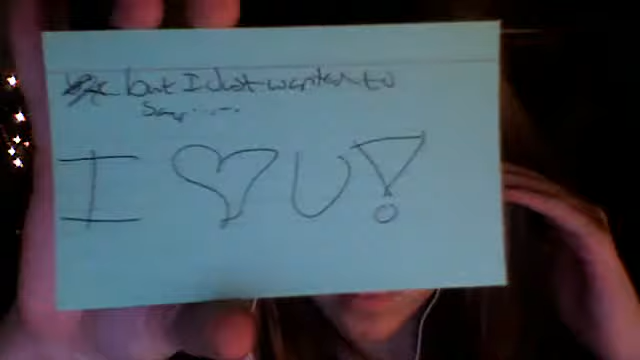 but I just wanted to
say.....
I ♥ U!